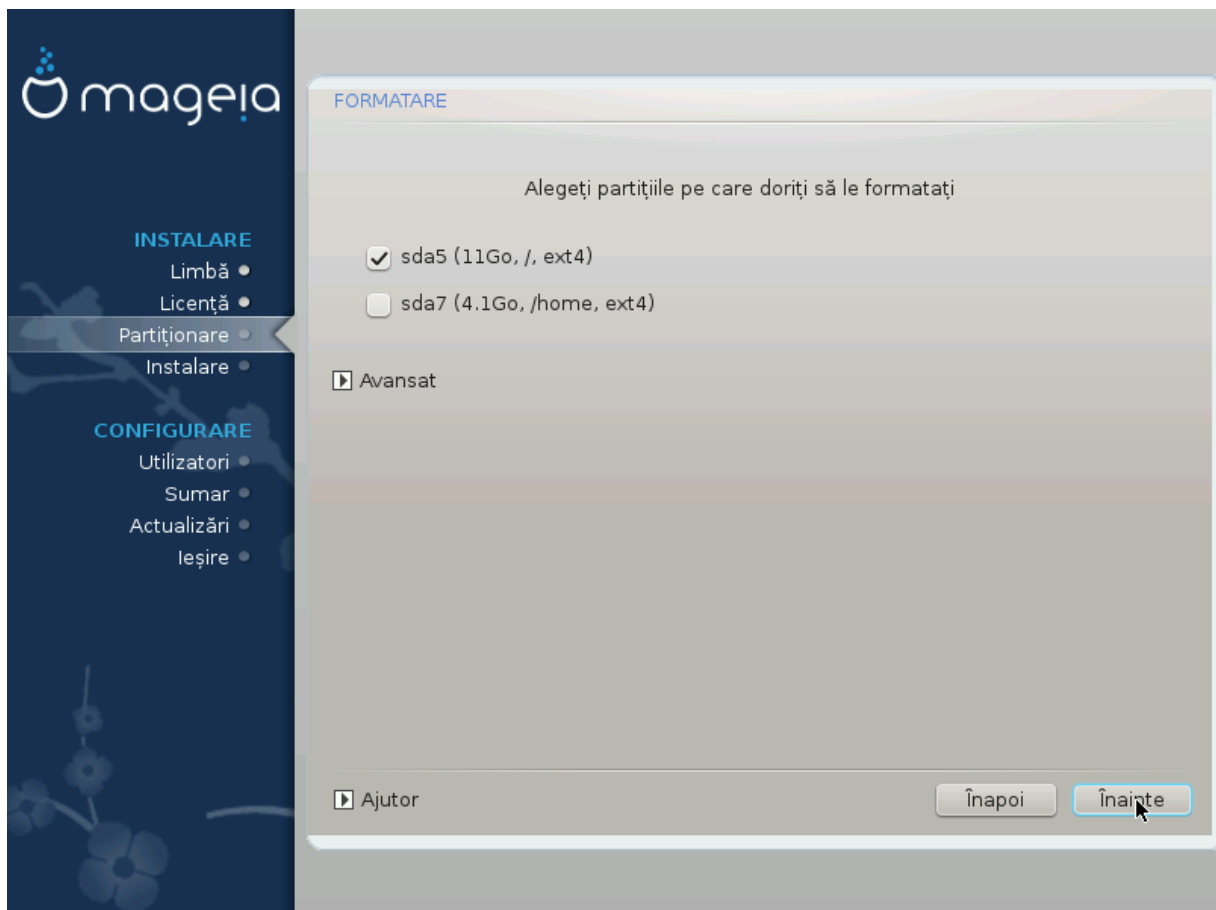 mageia
INSTALARE
Limbă
Licență
Partiționare
Instalare
CONFIGURARE
Utilizatori
Sumar
Actualizări
Ieșire
FORMATARE
Alegeți partițiile pe care doriți să le formatați
sda5 (11Go, /, ext4)
sda7 (4.1Go, /home, ext4)
Avansat
Ajutor
Înapoi
Înainte